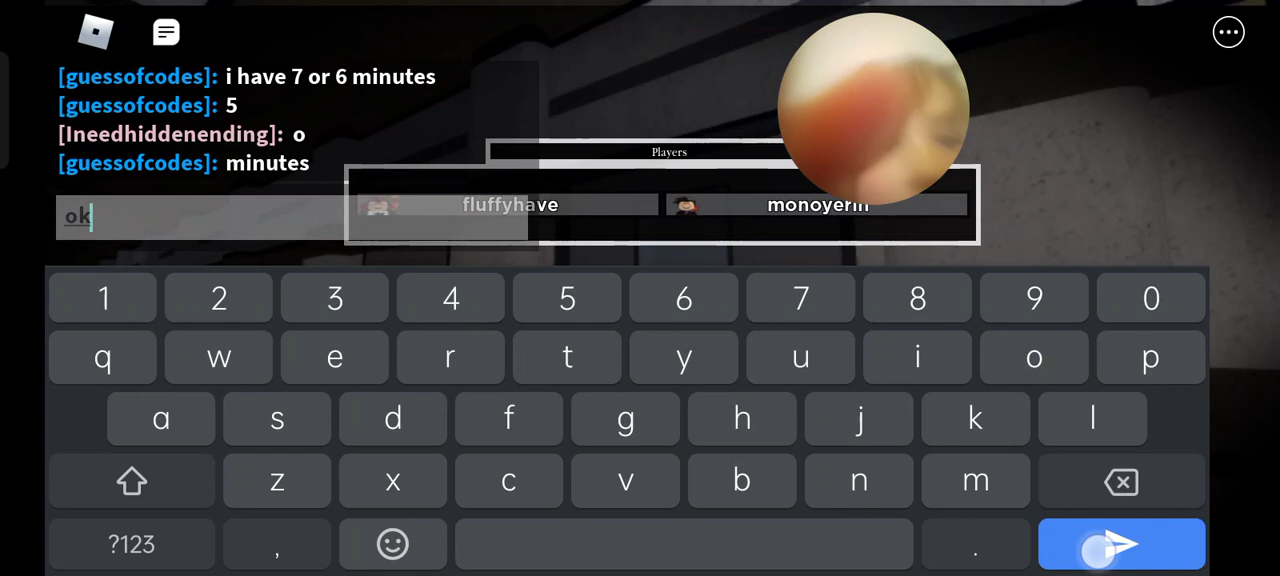 [guessofcodes]: i have 7 or 6 minutes
[guessofcodes]: 5
[Ineedhiddenending]: o
[guessofcodes]: minutes
Players
ok
fluffyhave monoyerin
1 2 3 4 5 6 7 8 9 0
q w e r t y u i o p
a s d f g h j k l
z x c v b n m
?123 , .